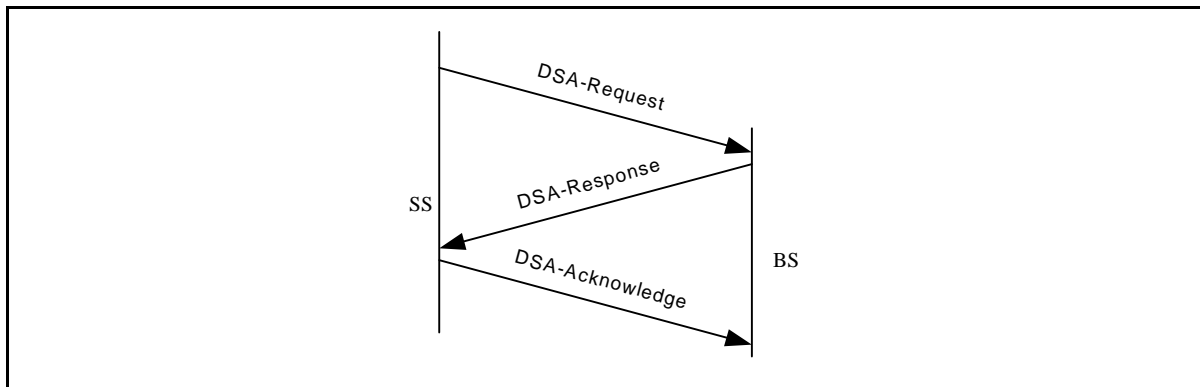 DSA-Request
DSA-Response
SS
DSA-Acknowledge
BS